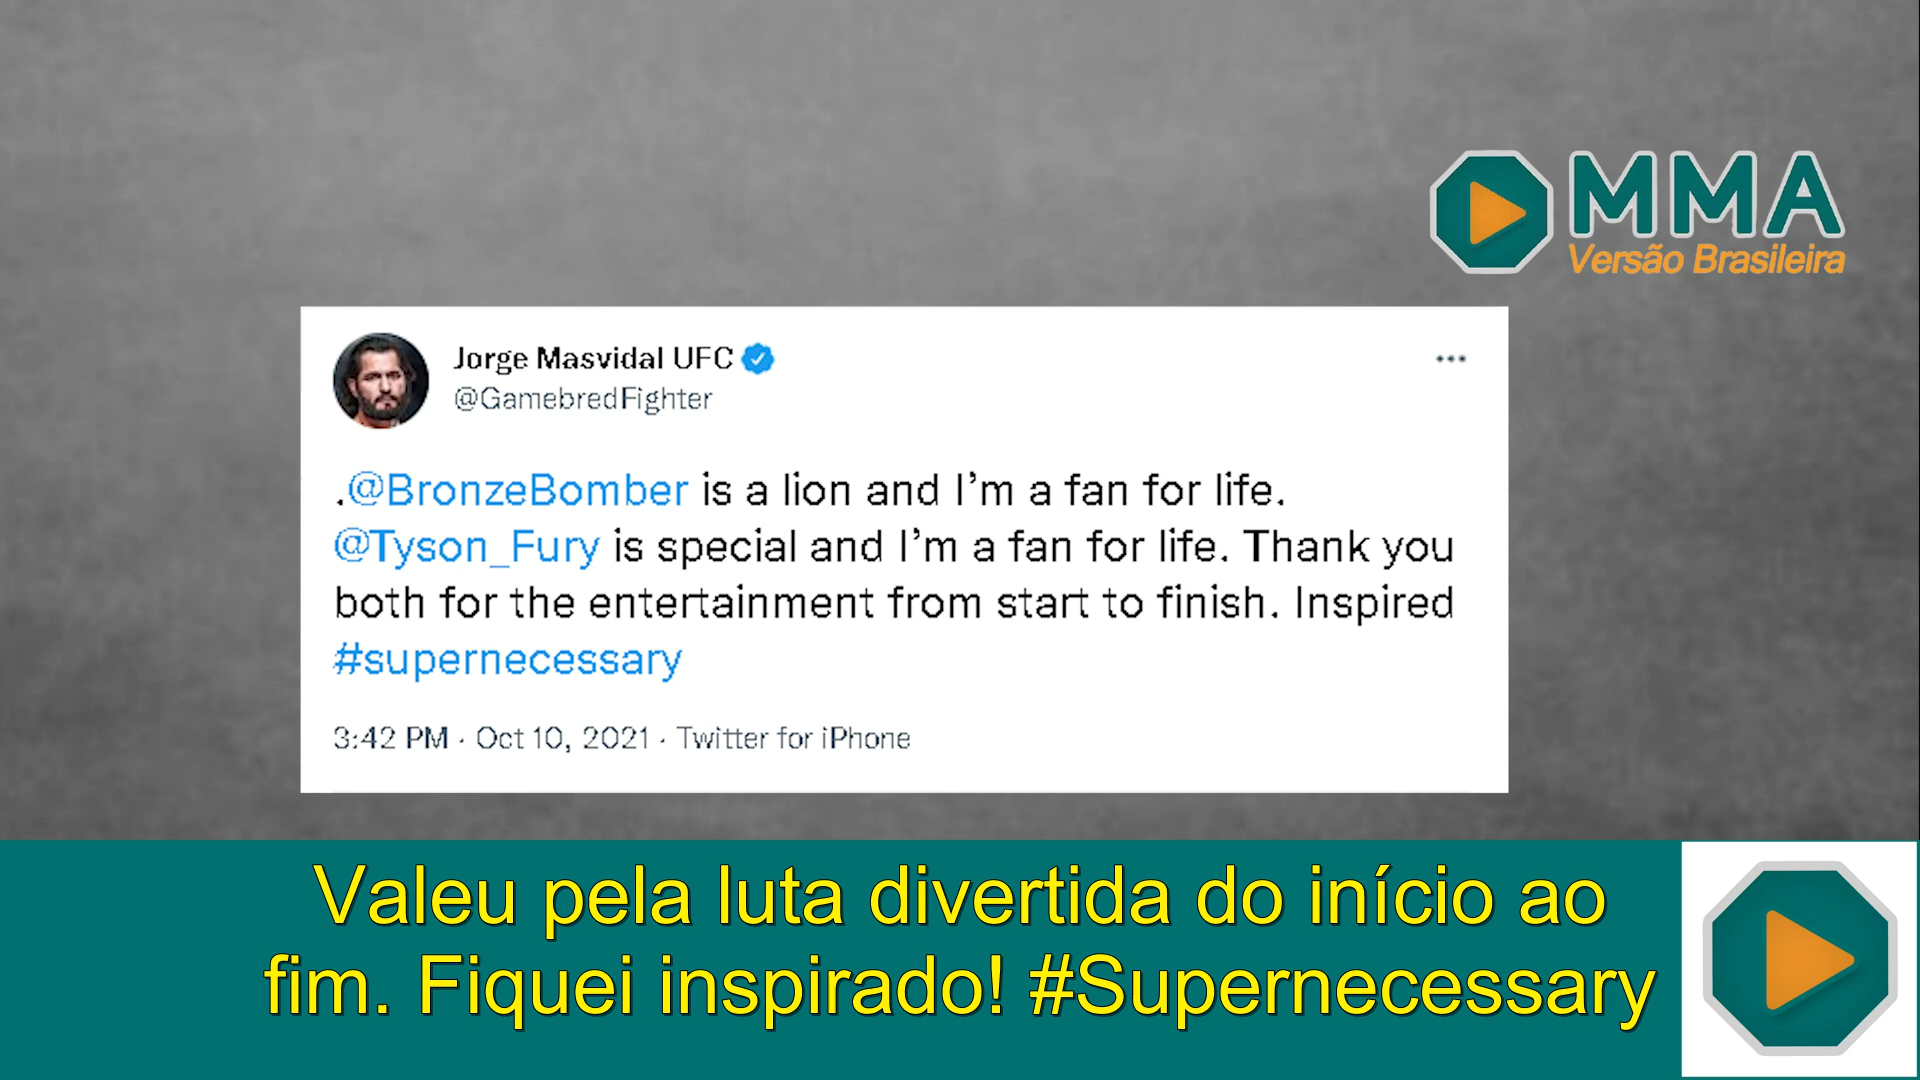 MMA
Versão Brasileira
Jorge Masvidal UFC
@GamebredFighter
.@BronzeBomber is a lion and I'm a fan for life.
@Tyson_Fury is special and I'm a fan for life. Thank you
both for the entertainment from start to finish. Inspired
#supernecessary
3:42 PM · Oct 10, 2021 · Twitter for iPhone
Valeu pela luta divertida do início ao
fim. Fiquei inspirado! #Supernecessary